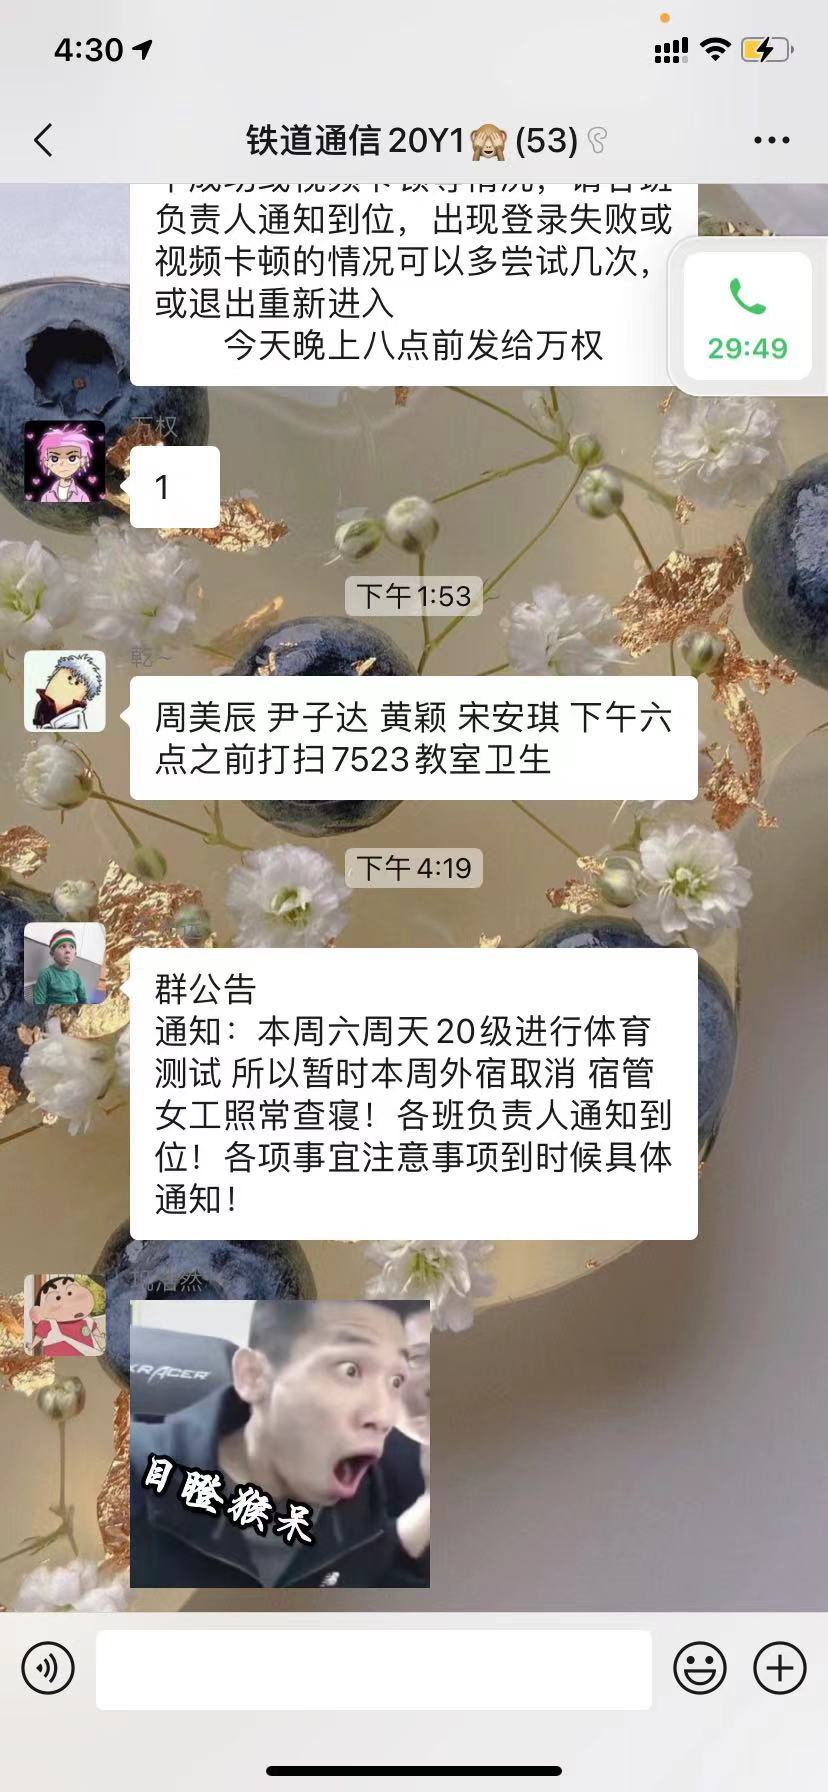 4:30
铁道通信20Y1🙈(53)
负责人通知到位，出现登录失败或
视频卡顿的情况可以多尝试几次，
或退出重新进入
今天晚上八点前发给万权
29:49
万权
1
下午1:53
乾~
周美辰 尹子达 黄颖 宋安琪 下午六
点之前打扫7523教室卫生
下午4:19
群公告
通知：本周六周天20级进行体育
测试 所以暂时本周外宿取消 宿管
女工照常查寝！各班负责人通知到
位！各项事宜注意事项到时候具体
通知！
浩然
RACER
目瞪猴呆